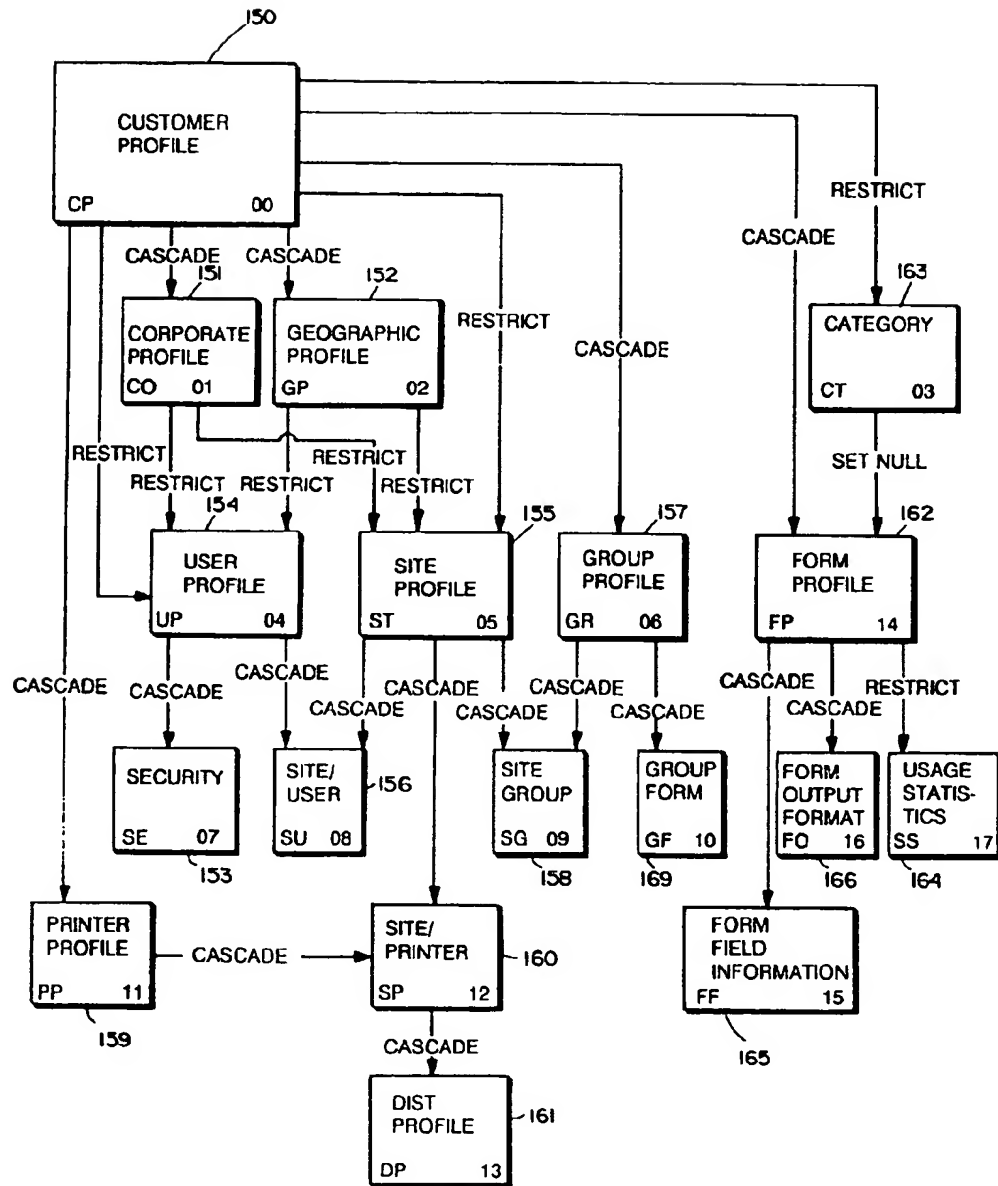 150
CUSTOMER
PROFILE
CP 00
RESTRICT
CASCADE
CASCADE
CASCADE
151
152
163
RESTRICT
CASCADE
CORPORATE
PROFILE
CO 01
GEOGRAPHIC
PROFILE
GP 02
CATEGORY
CT 03
RESTRICT
RESTRICT
RESTRICT
RESTRICT
RESTRICT
SET NULL
154
155
157
162
USER
PROFILE
UP 04
SITE
PROFILE
ST 05
GROUP
PROFILE
GR 06
FORM
PROFILE
FP 14
CASCADE
CASCADE
CASCADE
CASCADE
CASCADE
CASCADE
CASCADE
CASCADE
CASCADE
CASCADE
RESTRICT
SECURITY
SE 07
153
SITE/
USER
SU 08
156
SITE
GROUP
SG 09
158
GROUP
FORM
GF 10
169
FORM
OUTPUT
FORMAT
FO 16
166
USAGE
STATIS-
TICS
SS 17
164
PRINTER
PROFILE
PP 11
159
CASCADE
SITE/
PRINTER
SP 12
160
FORM
FIELD
INFORMATION
FF 15
165
CASCADE
DIST
PROFILE
DP 13
161